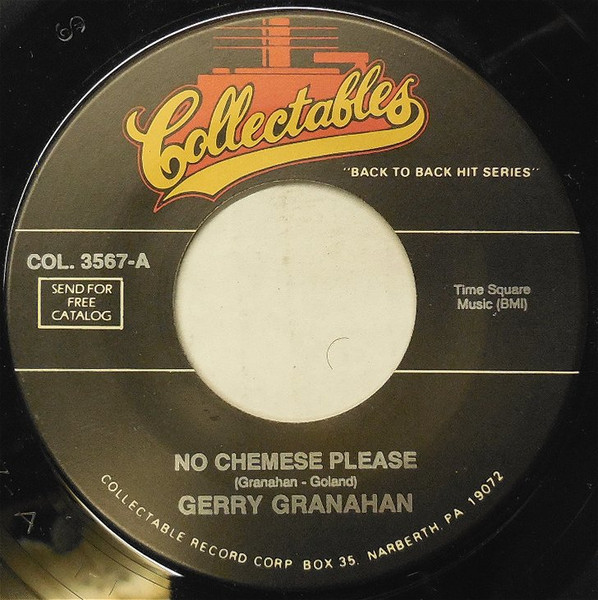 Collectables
"BACK TO BACK HIT SERIES"
COL. 3567-A
SEND FOR
FREE
CATALOG
Time Square
Music (BMI)
NO CHEMESE PLEASE
(Granahan - Goland)
GERRY GRANAHAN
COLLECTABLE RECORD CORP BOX 35. NARBERTH, PA 19072